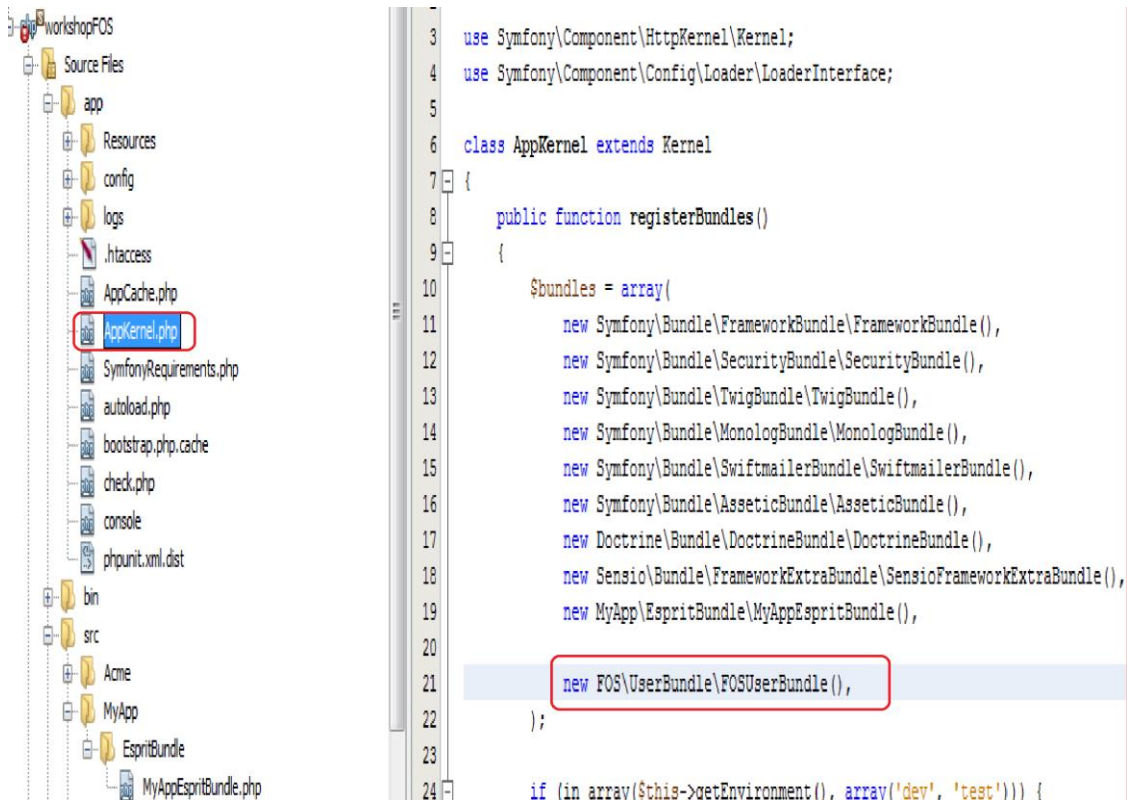 workshopFOS
Source Files
app
Resources
config
logs
.htaccess
AppCache.php
AppKernel.php
SymfonyRequirements.php
autoload.php
bootstrap.php.cache
check.php
console
phpunit.xml.dist
bin
src
Acme
MyApp
EspritBundle
MyAppEspritBundle.php
3 use Symfony\Component\HttpKernel\Kernel;
4 use Symfony\Component\Config\Loader\LoaderInterface;
5
6 class AppKernel extends Kernel
7 {
8 public function registerBundles()
9 {
10 $bundles = array(
11 new Symfony\Bundle\FrameworkBundle\FrameworkBundle(),
12 new Symfony\Bundle\SecurityBundle\SecurityBundle(),
13 new Symfony\Bundle\TwigBundle\TwigBundle(),
14 new Symfony\Bundle\MonologBundle\MonologBundle(),
15 new Symfony\Bundle\SwiftmailerBundle\SwiftmailerBundle(),
16 new Symfony\Bundle\AsseticBundle\AsseticBundle(),
17 new Doctrine\Bundle\DoctrineBundle\DoctrineBundle(),
18 new Sensio\Bundle\FrameworkExtraBundle\SensioFrameworkExtraBundle(),
19 new MyApp\EspritBundle\MyAppEspritBundle(),
20
21 new FOS\UserBundle\FOSUserBundle(),
22 );
23
24 if (in_array($this->getEnvironment(), array('dev', 'test'))) {